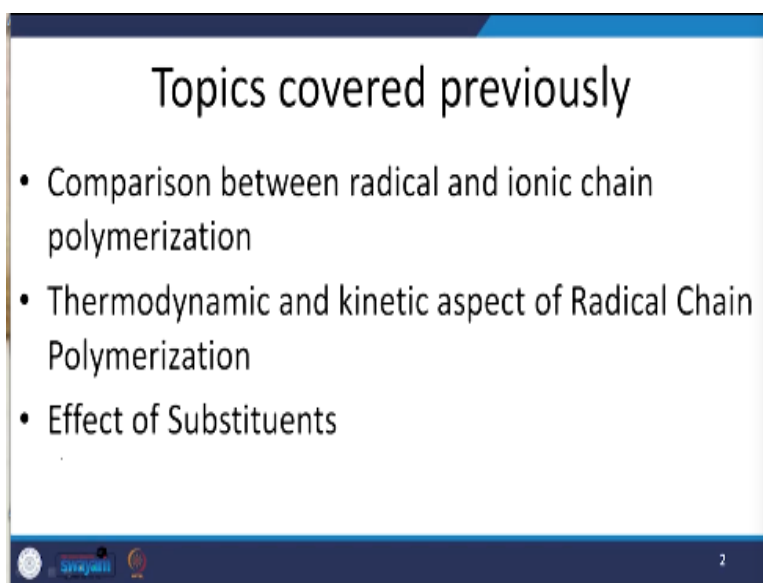 Topics covered previously
• Comparison between radical and ionic chain
polymerization
• Thermodynamic and kinetic aspect of Radical Chain
Polymerization
• Effect of Substituents
swayam
2